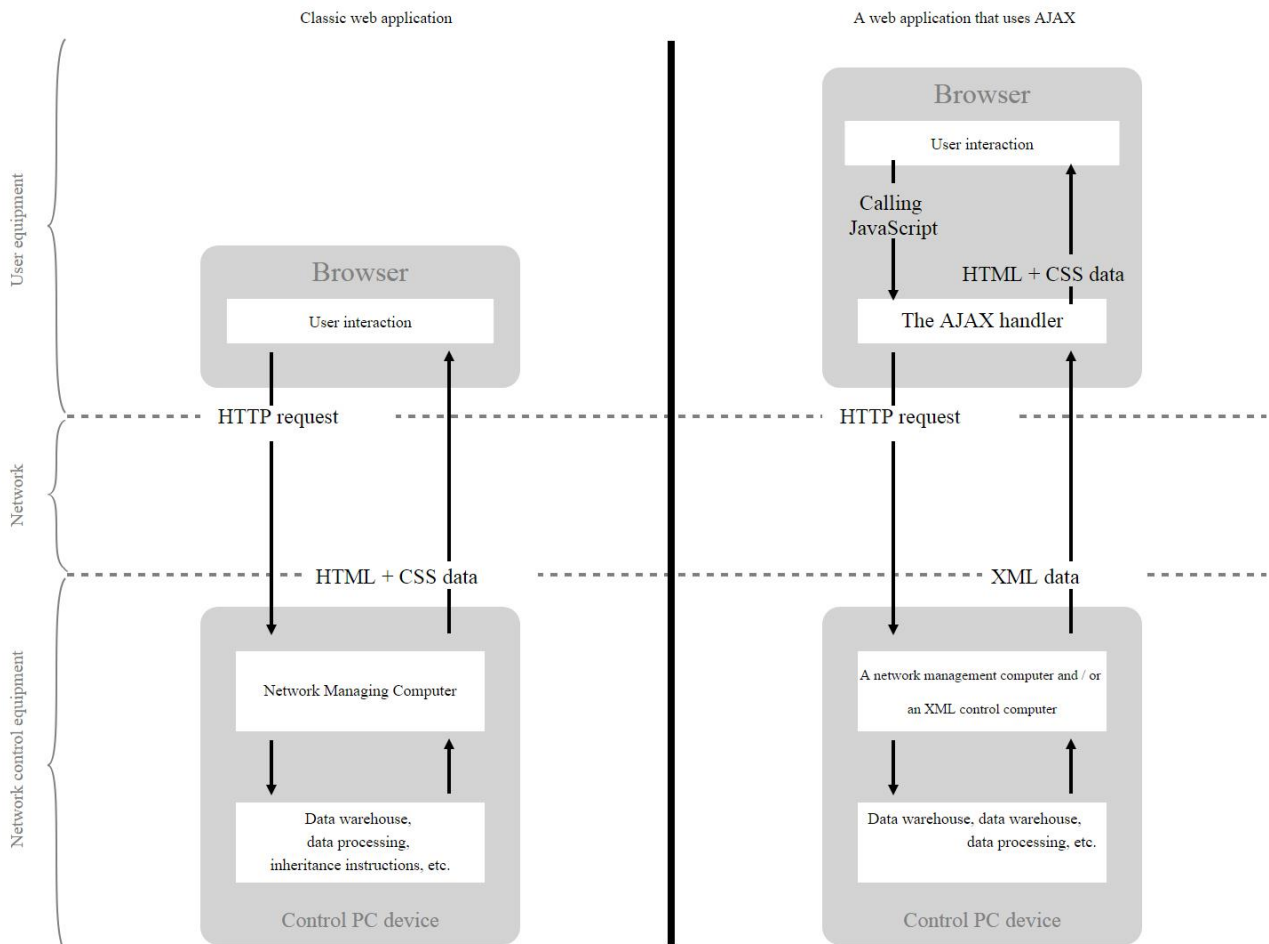 Classic web application
A web application that uses AJAX
User equipment
Network
Network control equipment
Browser
User interaction
HTTP request
HTML + CSS data
Network Managing Computer
Data warehouse,
data processing,
inheritance instructions, etc.
Control PC device
Browser
User interaction
Calling
JavaScript
HTML + CSS data
The AJAX handler
HTTP request
XML data
A network management computer and / or
an XML control computer
Data warehouse, data warehouse,
data processing, etc.
Control PC device